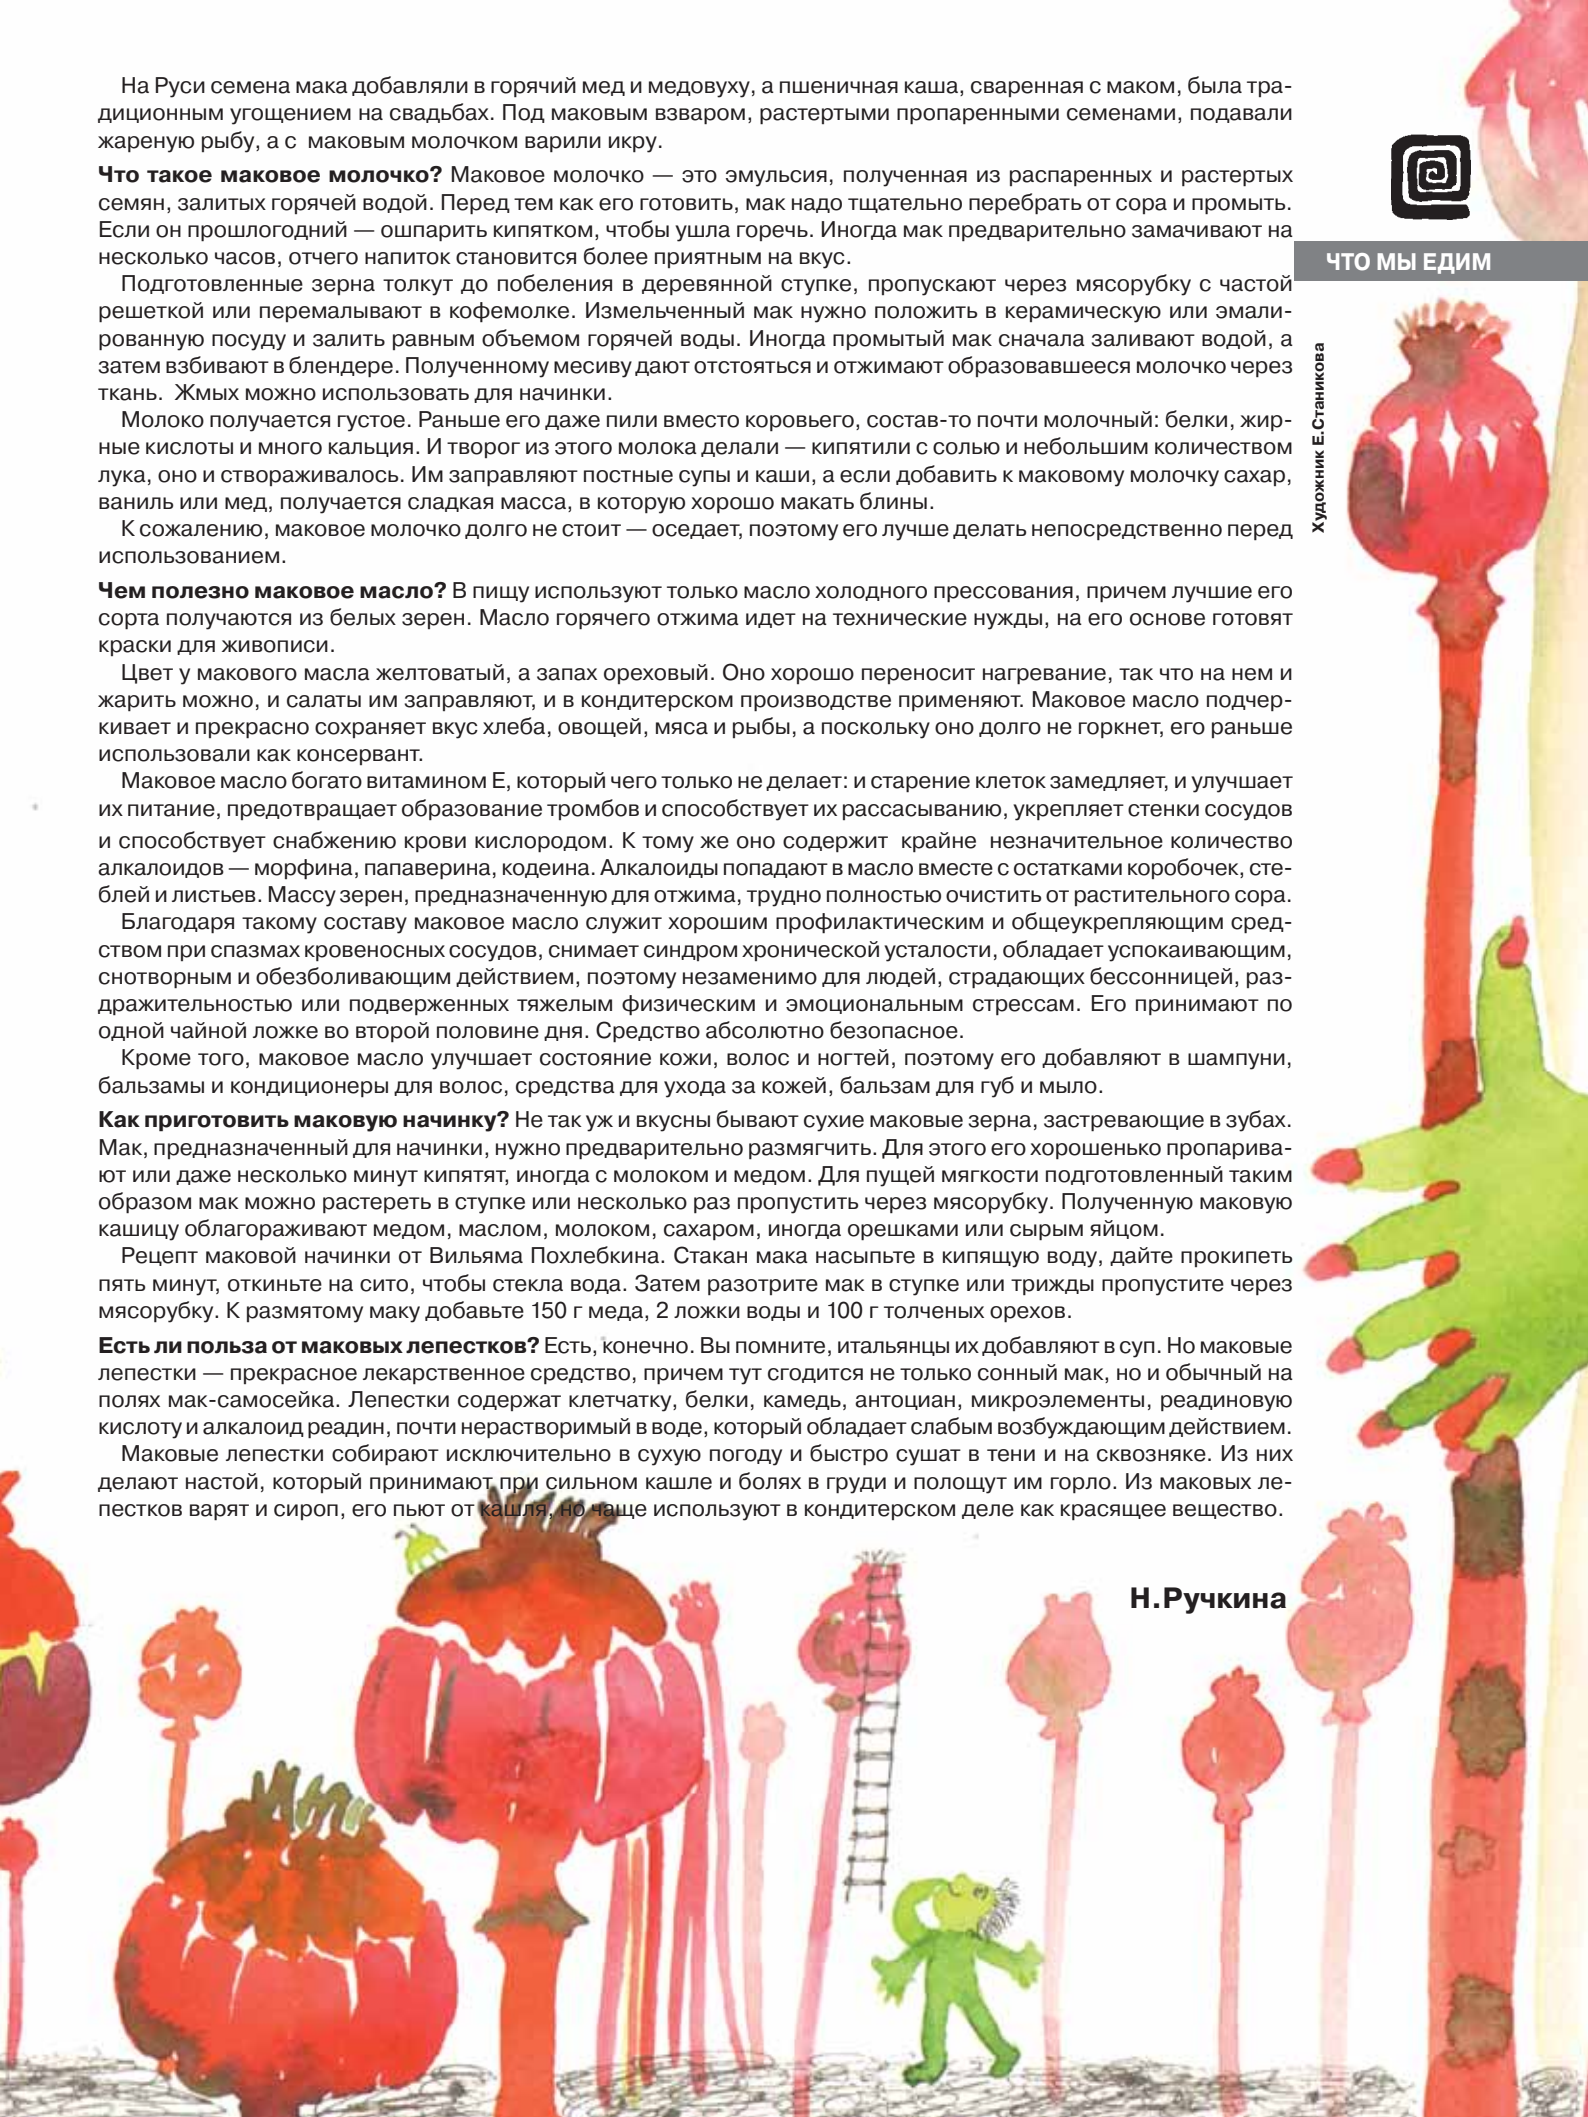 На Руси семена мака добавляли в горячий мед и медовуху, а пшеничная каша, сваренная с маком, была тра-
диционным угощением на свадьбах. Под маковым взваром, растертыми пропаренными семенами, подавали
жареную рыбу, а с маковым молочком варили икру.
Что такое маковое молочко? Маковое молочко — это эмульсия, полученная из распаренных и растертых
семян, залитых горячей водой. Перед тем как его готовить, мак надо тщательно перебрать от сора и промыть.
Если он прошлогодний — ошпарить кипятком, чтобы ушла горечь. Иногда мак предварительно замачивают на
несколько часов, отчего напиток становится более приятным на вкус.
Подготовленные зерна толкут до побеления в деревянной ступке, пропускают через мясорубку с частой
решеткой или перемалывают в кофемолке. Измельченный мак нужно положить в керамическую или эмали-
рованную посуду и залить равным объемом горячей воды. Иногда промытый мак сначала заливают водой, а
затем взбивают в блендере. Полученному месиву дают отстояться и отжимают образовавшееся молочко через
ткань. Жмых можно использовать для начинки.
Молоко получается густое. Раньше его даже пили вместо коровьего, состав-то почти молочный: белки, жир-
ные кислоты и много кальция. И творог из этого молока делали — кипятили с солью и небольшим количеством
лука, оно и створаживалось. Им заправляют постные супы и каши, а если добавить к маковому молочку сахар,
ваниль или мед, получается сладкая масса, в которую хорошо макать блины.
К сожалению, маковое молочко долго не стоит — оседает, поэтому его лучше делать непосредственно перед
использованием.
Чем полезно маковое масло? В пищу используют только масло холодного прессования, причем лучшие его
сорта получаются из белых зерен. Масло горячего отжима идет на технические нужды, на его основе готовят
краски для живописи.
Цвет у макового масла желтоватый, а запах ореховый. Оно хорошо переносит нагревание, так что на нем и
жарить можно, и салаты им заправляют, и в кондитерском производстве применяют. Маковое масло подчер-
кивает и прекрасно сохраняет вкус хлеба, овощей, мяса и рыбы, а поскольку оно долго не горкнет, его раньше
использовали как консервант.
Маковое масло богато витамином Е, который чего только не делает: и старение клеток замедляет, и улучшает
их питание, предотвращает образование тромбов и способствует их рассасыванию, укрепляет стенки сосудов
и способствует снабжению крови кислородом. К тому же оно содержит крайне незначительное количество
алкалоидов — морфина, папаверина, кодеина. Алкалоиды попадают в масло вместе с остатками коробочек, сте-
блей и листьев. Массу зерен, предназначенную для отжима, трудно полностью очистить от растительного сора.
Благодаря такому составу маковое масло служит хорошим профилактическим и общеукрепляющим сред-
ством при спазмах кровеносных сосудов, снимает синдром хронической усталости, обладает успокаивающим,
снотворным и обезболивающим действием, поэтому незаменимо для людей, страдающих бессонницей, раз-
дражительностью или подверженных тяжелым физическим и эмоциональным стрессам. Его принимают по
одной чайной ложке во второй половине дня. Средство абсолютно безопасное.
Кроме того, маковое масло улучшает состояние кожи, волос и ногтей, поэтому его добавляют в шампуни,
бальзамы и кондиционеры для волос, средства для ухода за кожей, бальзам для губ и мыло.
Как приготовить маковую начинку? Не так уж и вкусны бывают сухие маковые зерна, застревающие в зубах.
Мак, предназначенный для начинки, нужно предварительно размягчить. Для этого его хорошенько пропарива-
ют или даже несколько минут кипятят, иногда с молоком и медом. Для пущей мягкости подготовленный таким
образом мак можно растереть в ступке или несколько раз пропустить через мясорубку. Полученную маковую
кашицу облагораживают медом, маслом, молоком, сахаром, иногда орешками или сырым яйцом.
Рецепт маковой начинки от Вильяма Похлебкина. Стакан мака насыпьте в кипящую воду, дайте прокипеть
пять минут, откиньте на сито, чтобы стекла вода. Затем разотрите мак в ступке или трижды пропустите через
мясорубку. К размятому маку добавьте 150 г меда, 2 ложки воды и 100 г толченых орехов.
Есть ли польза от маковых лепестков? Есть, конечно. Вы помните, итальянцы их добавляют в суп. Но маковые
лепестки — прекрасное лекарственное средство, причем тут сгодится не только сонный мак, но и обычный на
полях мак-самосейка. Лепестки содержат клетчатку, белки, камедь, антоциан, микроэлементы, реадиновую
кислоту и алкалоид реадин, почти нерастворимый в воде, который обладает слабым возбуждающим действием.
Маковые лепестки собирают исключительно в сухую погоду и быстро сушат в тени и на сквозняке. Из них
делают настой, который принимают при сильном кашле и болях в груди и полощут им горло. Из маковых ле-
пестков варят и сироп, его пьют от кашля, но чаще используют в кондитерском деле как красящее вещество.
Н.Ручкина
ЧТО МЫ ЕДИМ
Художник Е.Станикова